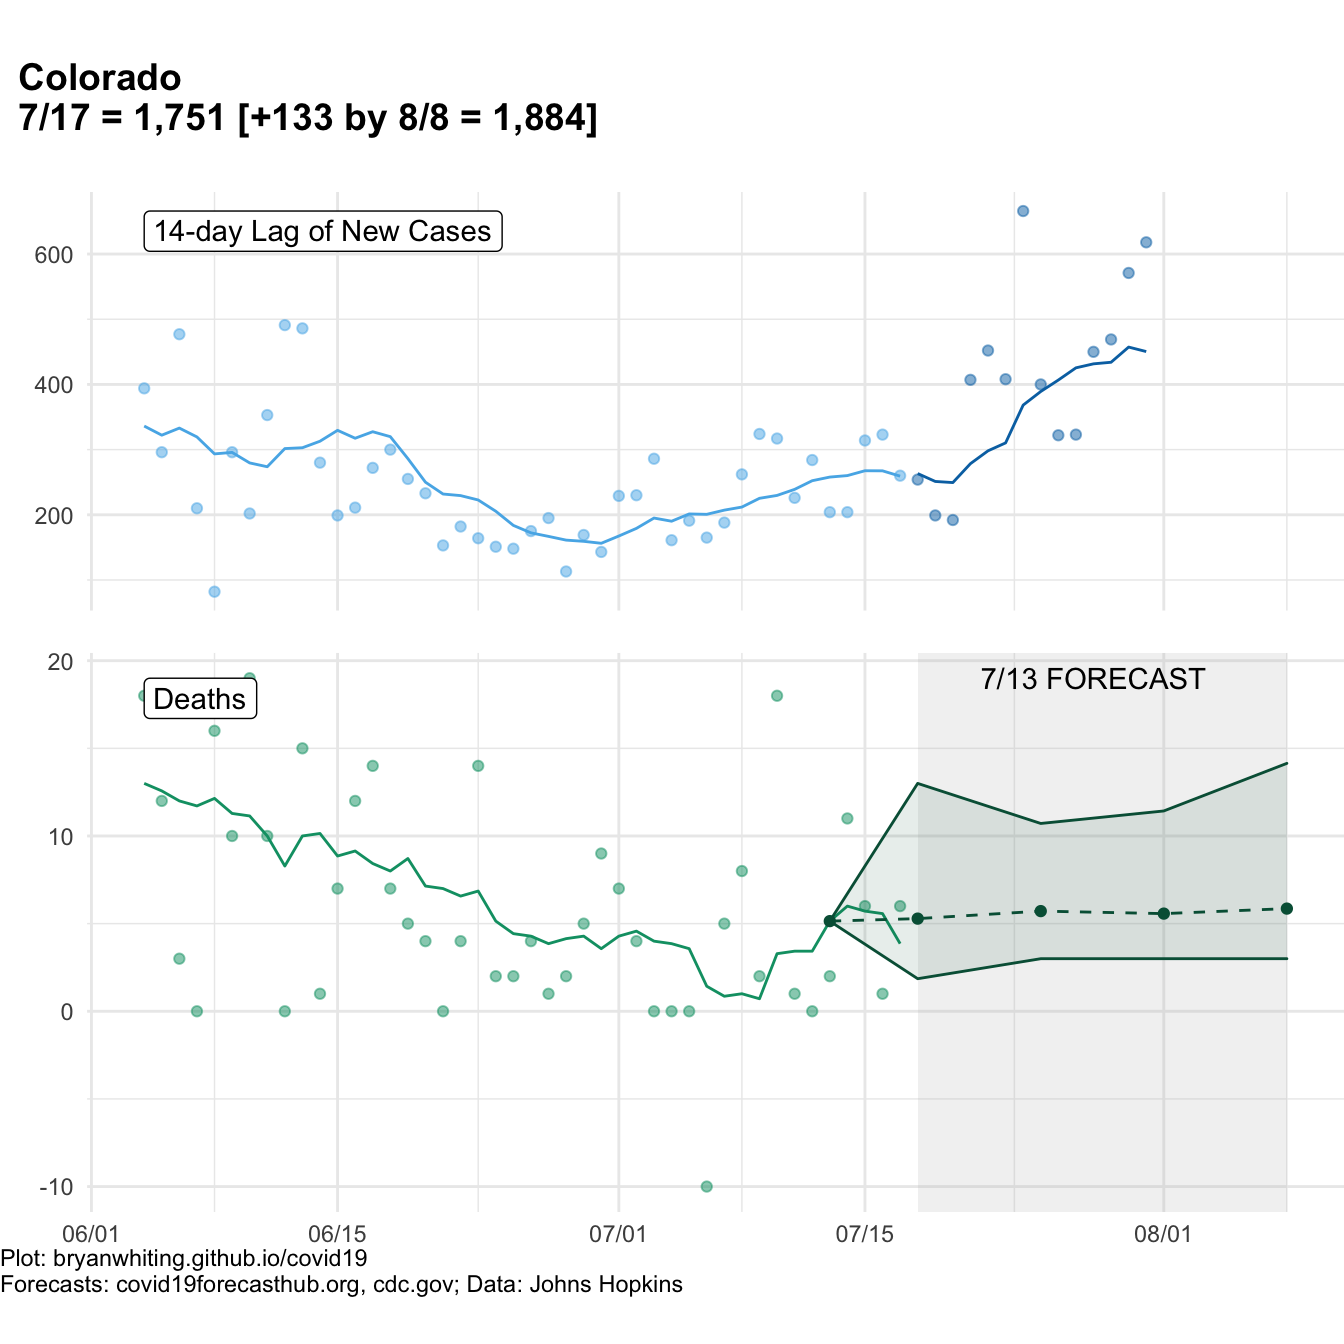 Colorado
7/17 = 1,751 [+133 by 8/8 = 1,884]
14-day Lag of New Cases
600
400
200
20
Deaths
7/13 FORECAST
10
0
-10
06/01
06/15
07/01
07/15
08/01
Plot: bryanwhiting.github.io/covid19
Forecasts: covid19forecasthub.org, cdc.gov; Data: Johns Hopkins